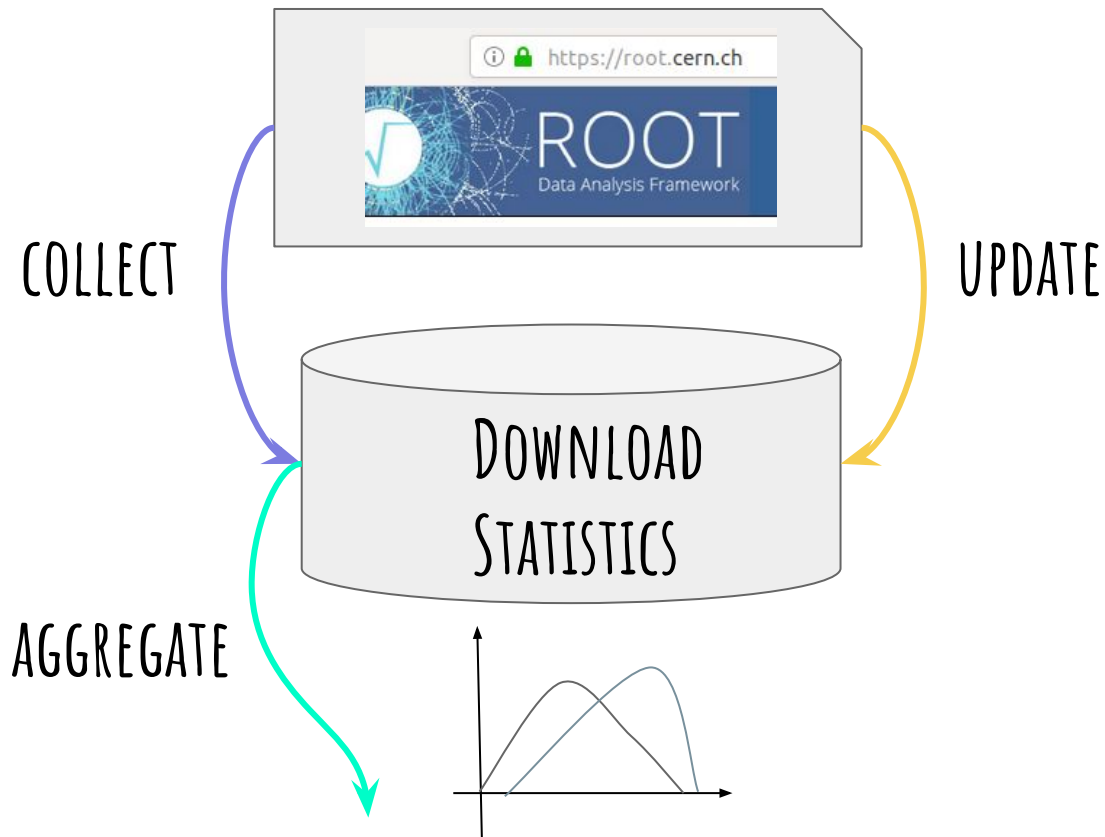 https://root.cern.ch
ROOT
Data Analysis Framework
COLLECT
UPDATE
DOWNLOAD
STATISTICS
AGGREGATE